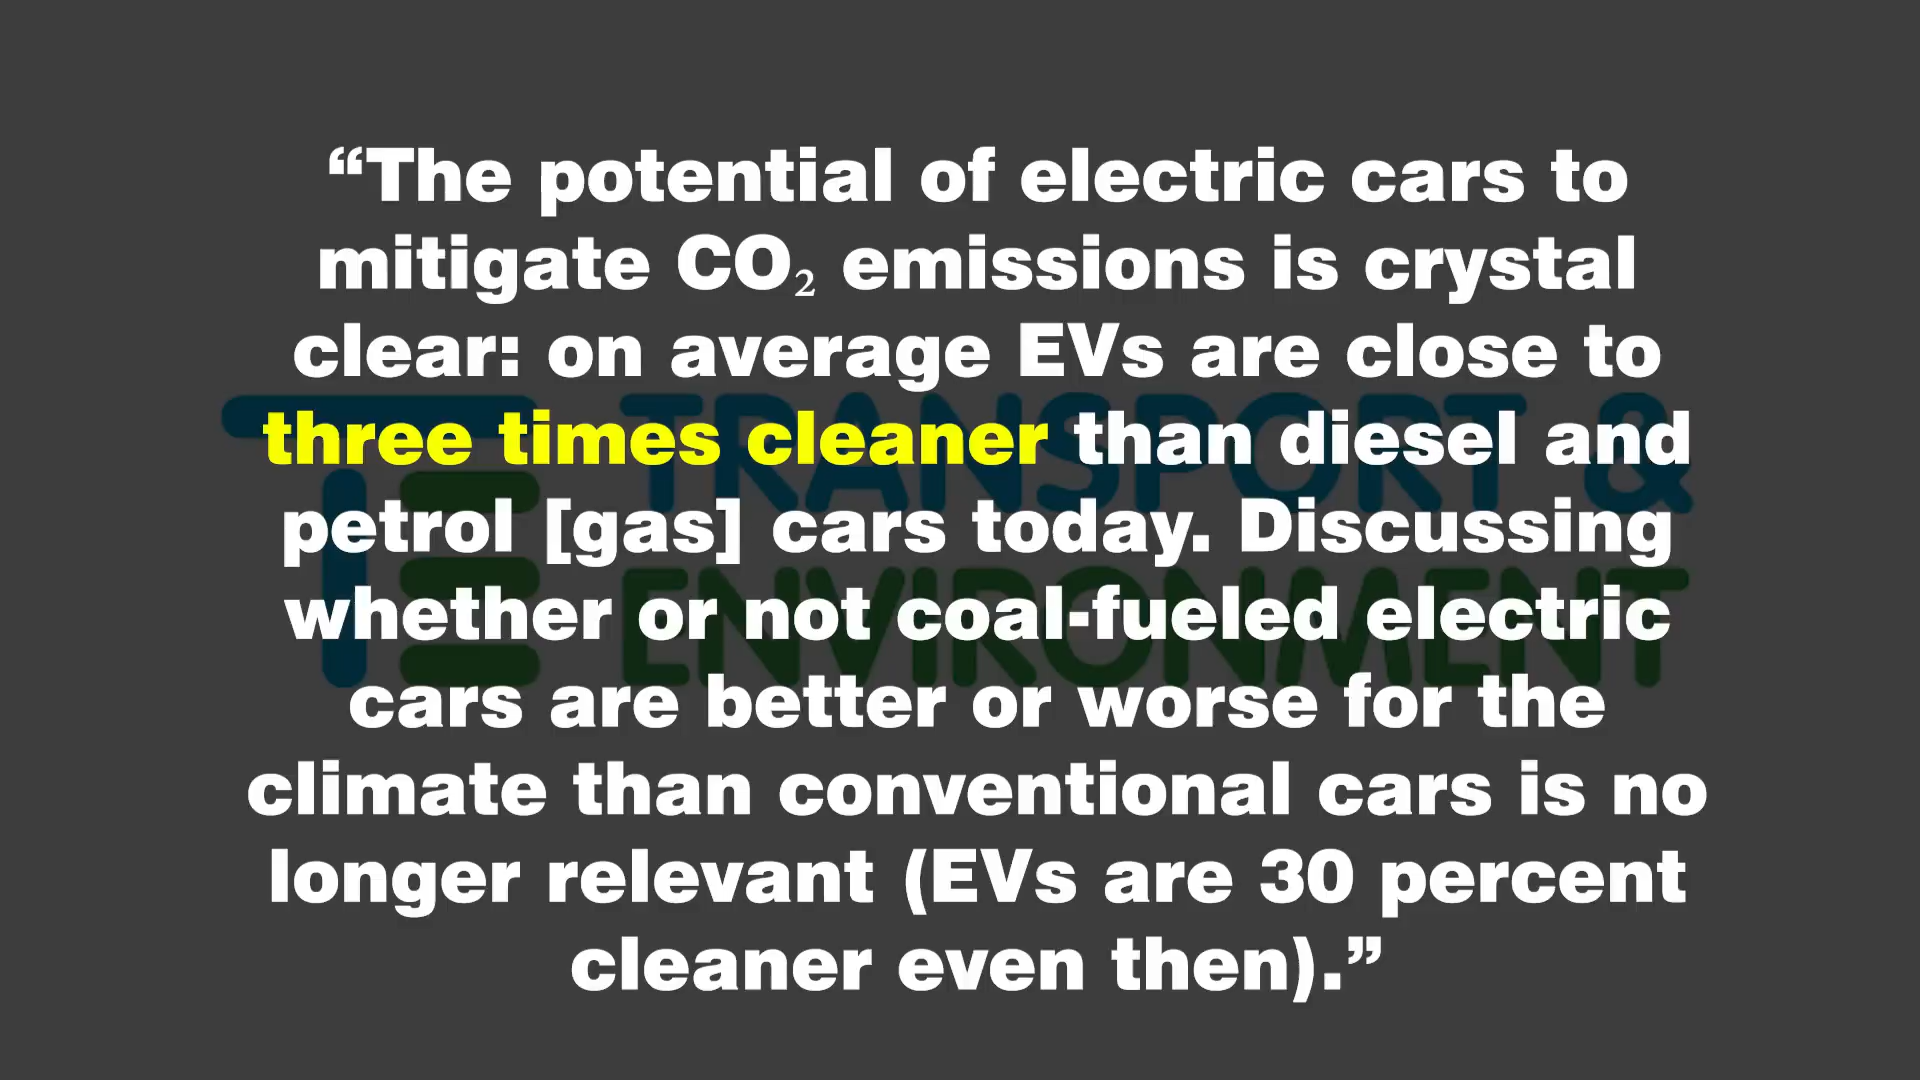 “The potential of electric cars to
mitigate CO₂ emissions is crystal
clear: on average EVs are close to
three times cleaner than diesel and
petrol [gas] cars today. Discussing
whether or not coal-fueled electric
cars are better or worse for the
climate than conventional cars is no
longer relevant (EVs are 30 percent
cleaner even then).”
TE TRANSPORT &
ENVIRONMENT